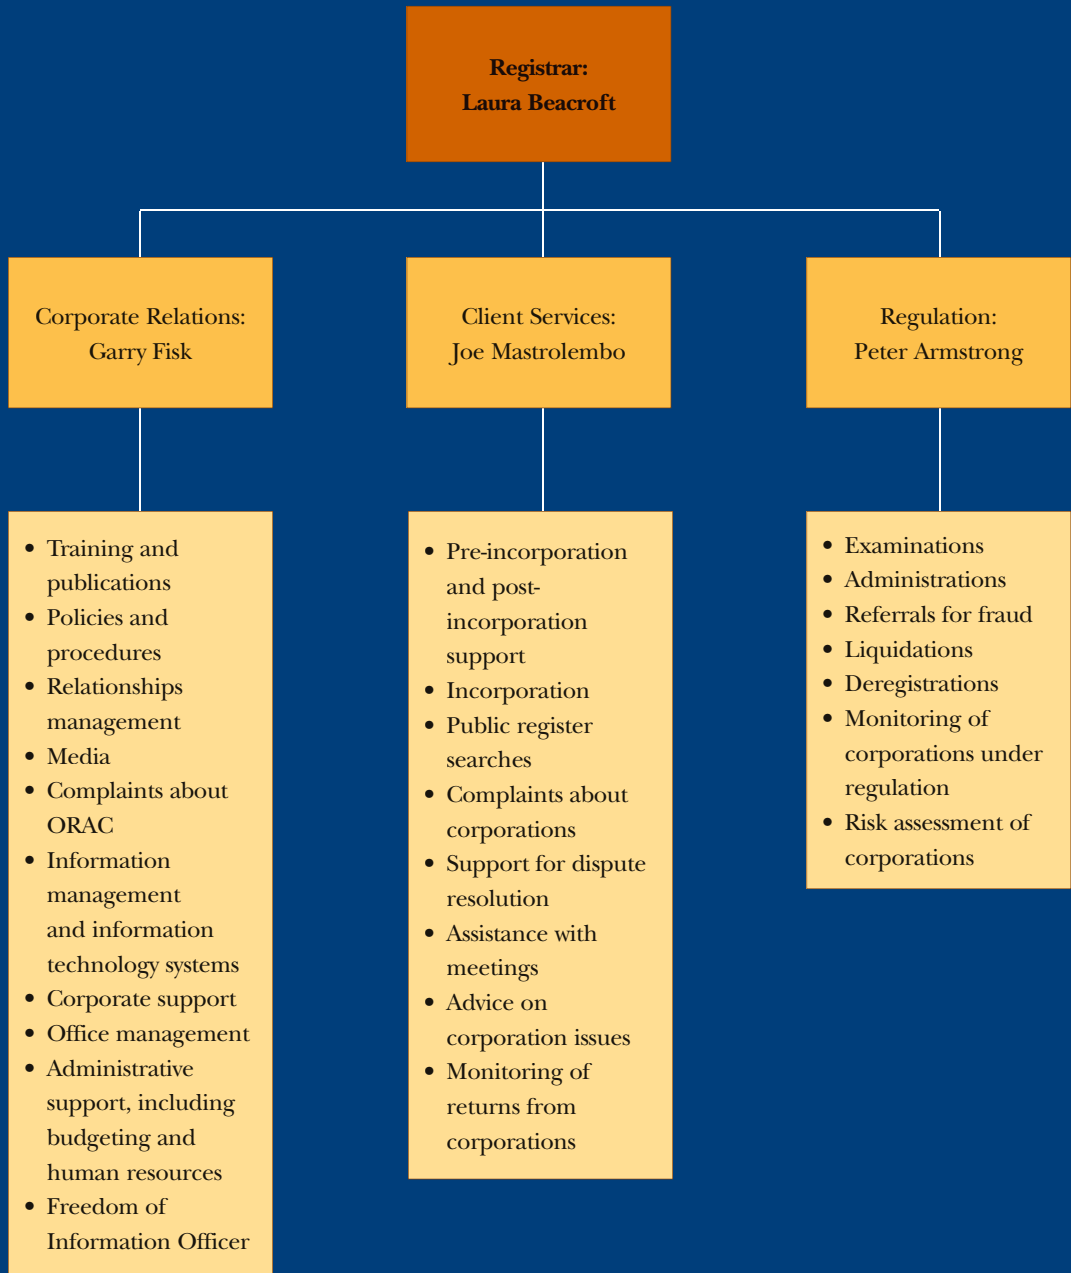 Registrar:
Laura Beacroft
Corporate Relations:
Garry Fisk
Client Services:
Joe Mastrolembo
Regulation:
Peter Armstrong
• Training and
publications
• Policies and
procedures
• Relationships
management
• Media
• Complaints about
ORAC
• Information
management
and information
technology systems
• Corporate support
• Office management
• Administrative
support, including
budgeting and
human resources
• Freedom of
Information Officer
• Pre-incorporation
and post-
incorporation
support
• Incorporation
• Public register
searches
• Complaints about
corporations
• Support for dispute
resolution
• Assistance with
meetings
• Advice on
corporation issues
• Monitoring of
returns from
corporations
• Examinations
• Administrations
• Referrals for fraud
• Liquidations
• Deregistrations
• Monitoring of
corporations under
regulation
• Risk assessment of
corporations